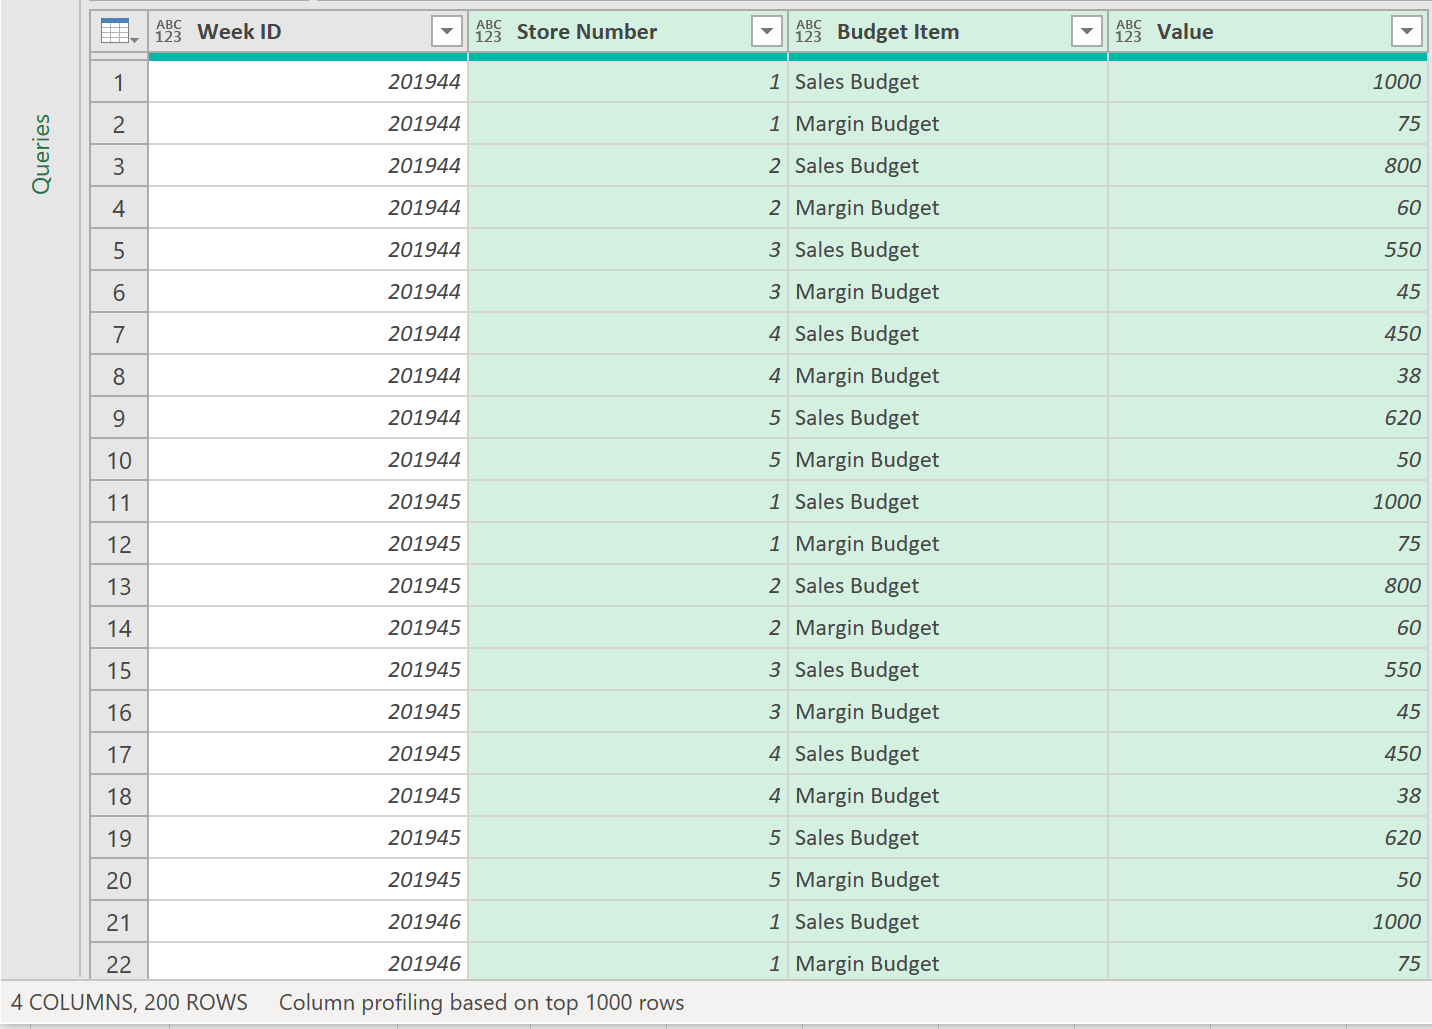 Queries
ABC 123 Week ID ABC 123 Store Number ABC 123 Budget Item ABC 123 Value
1 201944 1 Sales Budget 1000
2 201944 1 Margin Budget 75
3 201944 2 Sales Budget 800
4 201944 2 Margin Budget 60
5 201944 3 Sales Budget 550
6 201944 3 Margin Budget 45
7 201944 4 Sales Budget 450
8 201944 4 Margin Budget 38
9 201944 5 Sales Budget 620
10 201944 5 Margin Budget 50
11 201945 1 Sales Budget 1000
12 201945 1 Margin Budget 75
13 201945 2 Sales Budget 800
14 201945 2 Margin Budget 60
15 201945 3 Sales Budget 550
16 201945 3 Margin Budget 45
17 201945 4 Sales Budget 450
18 201945 4 Margin Budget 38
19 201945 5 Sales Budget 620
20 201945 5 Margin Budget 50
21 201946 1 Sales Budget 1000
22 201946 1 Margin Budget 75
4 COLUMNS, 200 ROWS Column profiling based on top 1000 rows